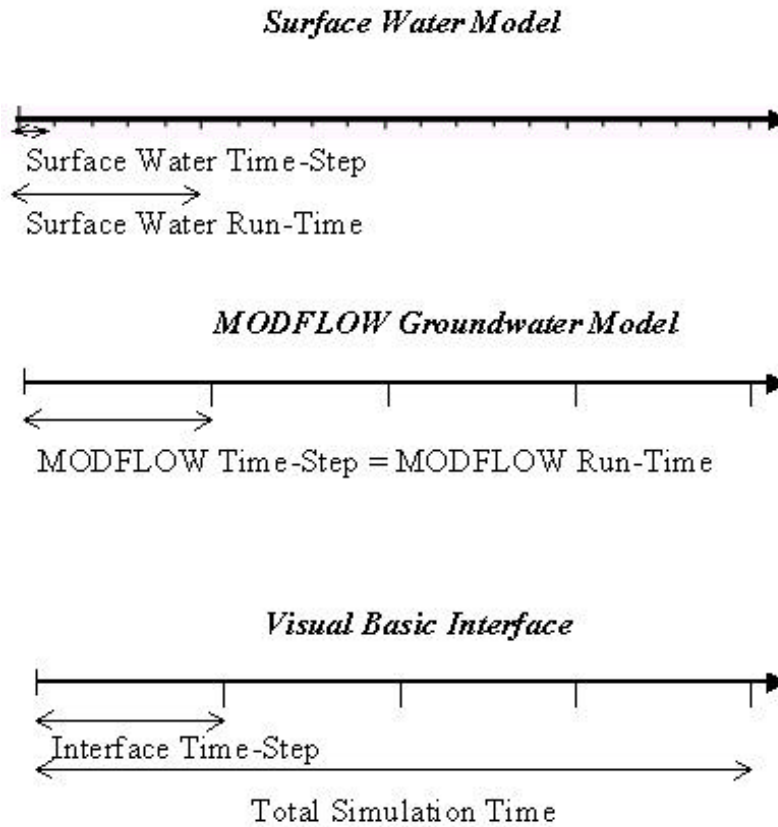 Surface Water Model
Surface Water Time-Step
Surface Water Run-Time
MODFLOW Groundwater Model
MODFLOW Time-Step = MODFLOW Run-Time
Visual Basic Interface
Interface Time-Step
Total Simulation Time